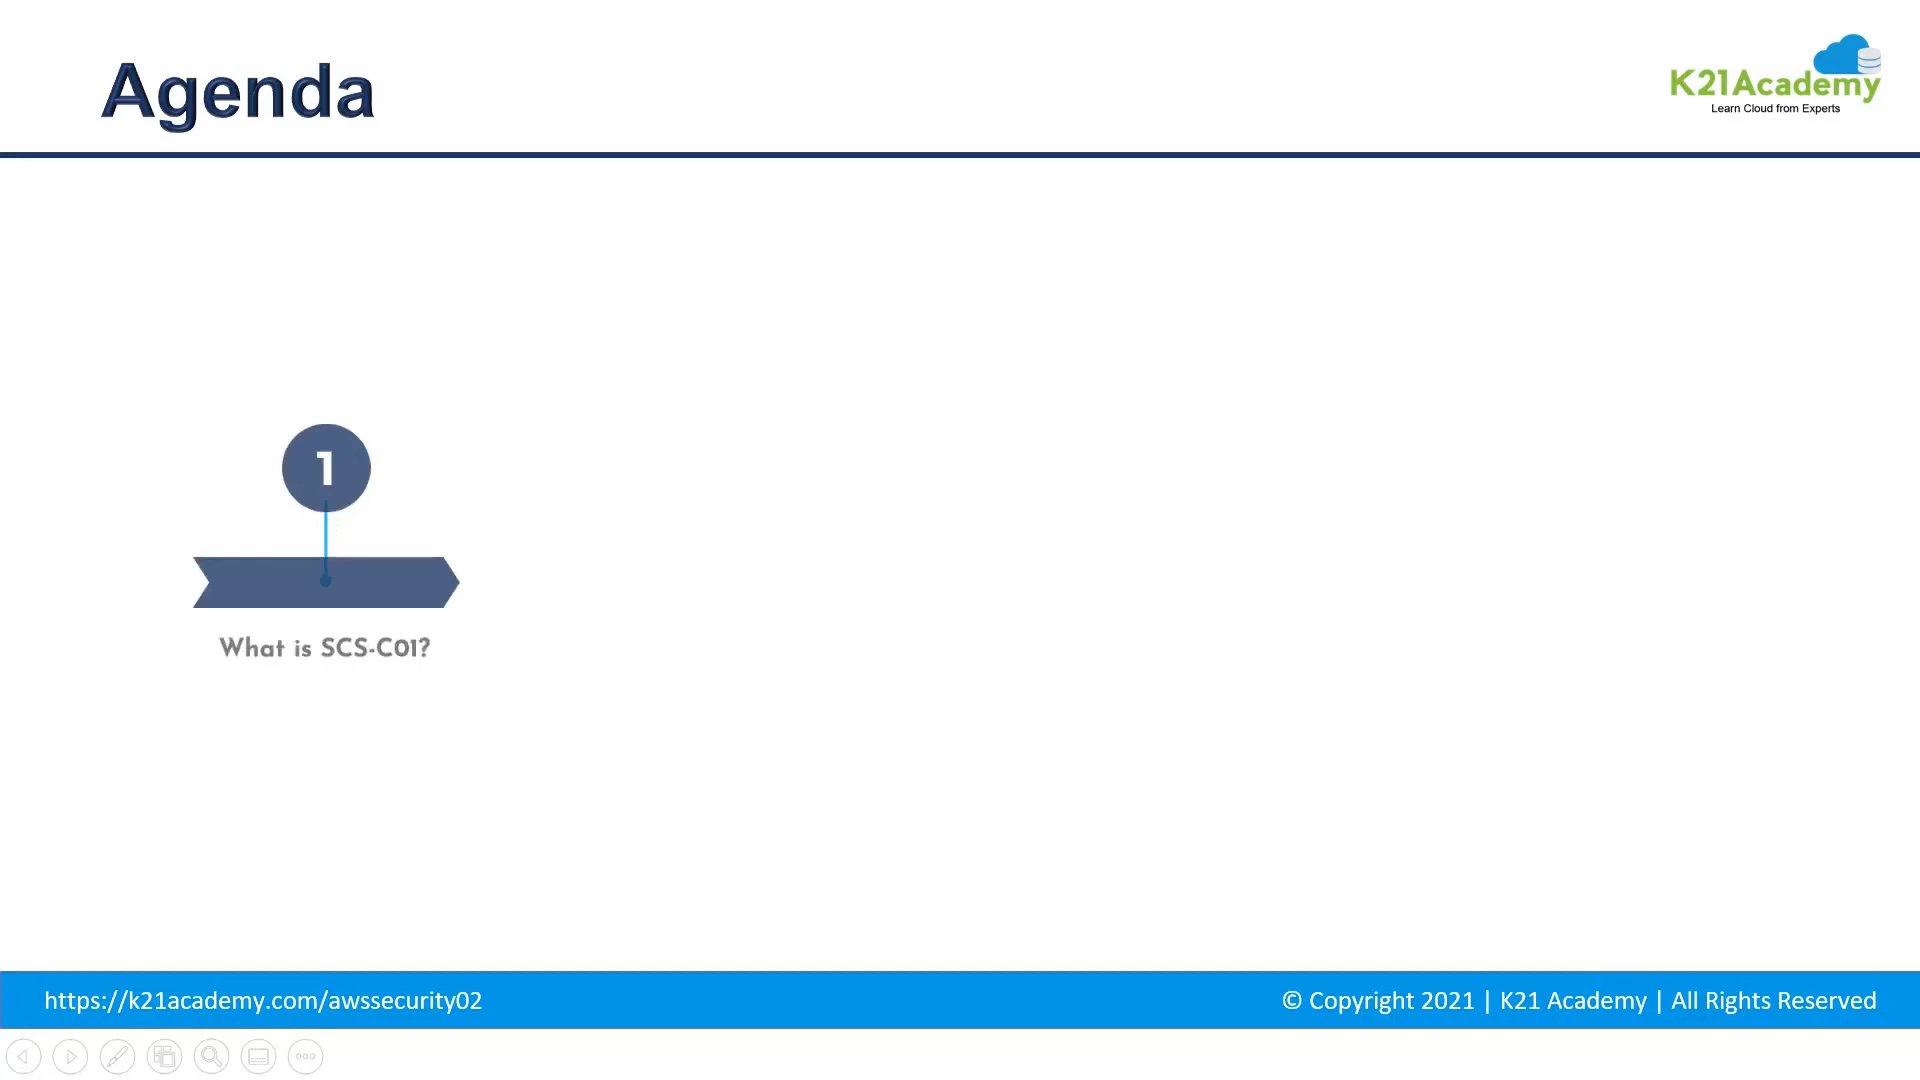 Agenda
K21Academy
Learn Cloud from Experts
1
What is SCS-C01?
https://k21academy.com/awssecurity02
© Copyright 2021 | K21 Academy | All Rights Reserved